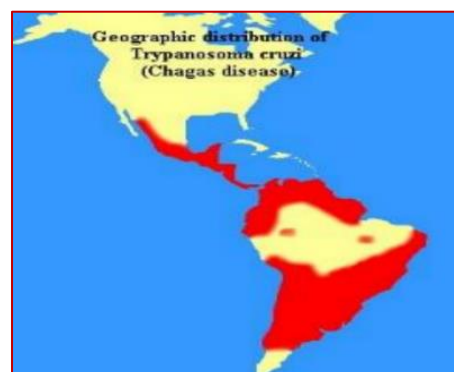 Geographic distribution of
Trypanosoma cruzi
(Chagas disease)